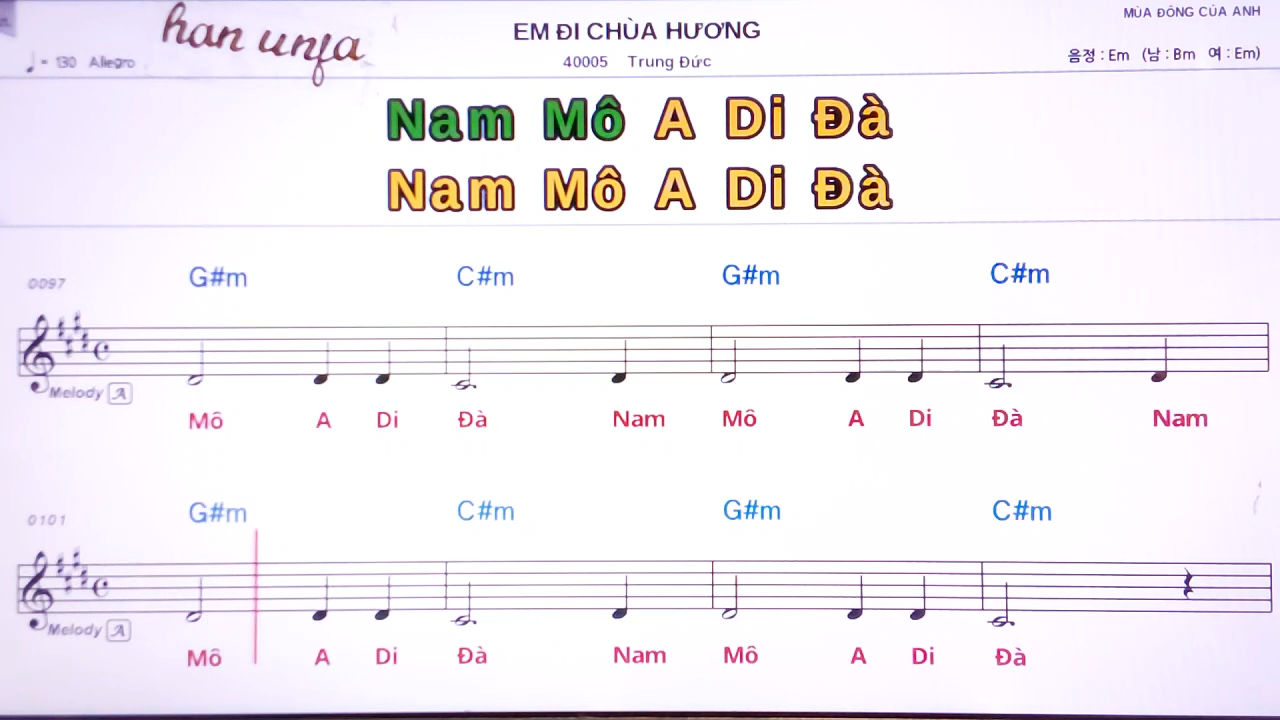 han unfa
EM ĐI CHÙA HƯƠNG
MÙA ĐÔNG CỦA ANH
♩= 130 Allegro
40005 Trung Đức
음정 : Em (남 : Bm 여 : Em)
Nam Mô A Di Đà
Nam Mô A Di Đà
0097
G#m C#m G#m C#m
Melody A
Mô A Di Đà Nam Mô A Di Đà Nam
0101
G#m C#m G#m C#m
Melody A
Mô A Di Đà Nam Mô A Di Đà